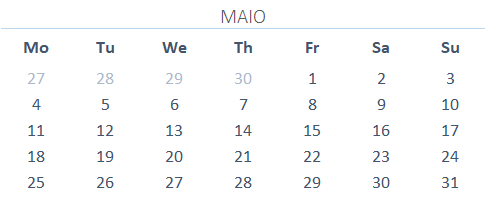 MAIO
Mo Tu We Th Fr Sa Su
27 28 29 30 1 2 3
4 5 6 7 8 9 10
11 12 13 14 15 16 17
18 19 20 21 22 23 24
25 26 27 28 29 30 31